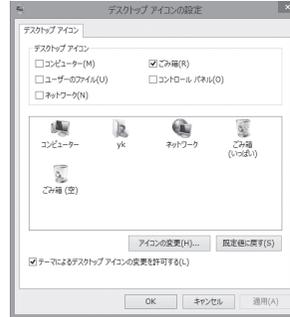 デスクトップ アイコンの設定
デスクトップ アイコン
デスクトップ アイコン
コンピューター(M)
ごみ箱(R)
ユーザーのファイル(U)
コントロール パネル(O)
ネットワーク(N)
コンピューター
yk
ネットワーク
ごみ箱
(いっぱい)
ごみ箱 (空)
アイコンの変更(H)...
既定値に戻す(S)
テーマによるデスクトップ アイコンの変更を許可する(L)
OK
キャンセル
適用(A)